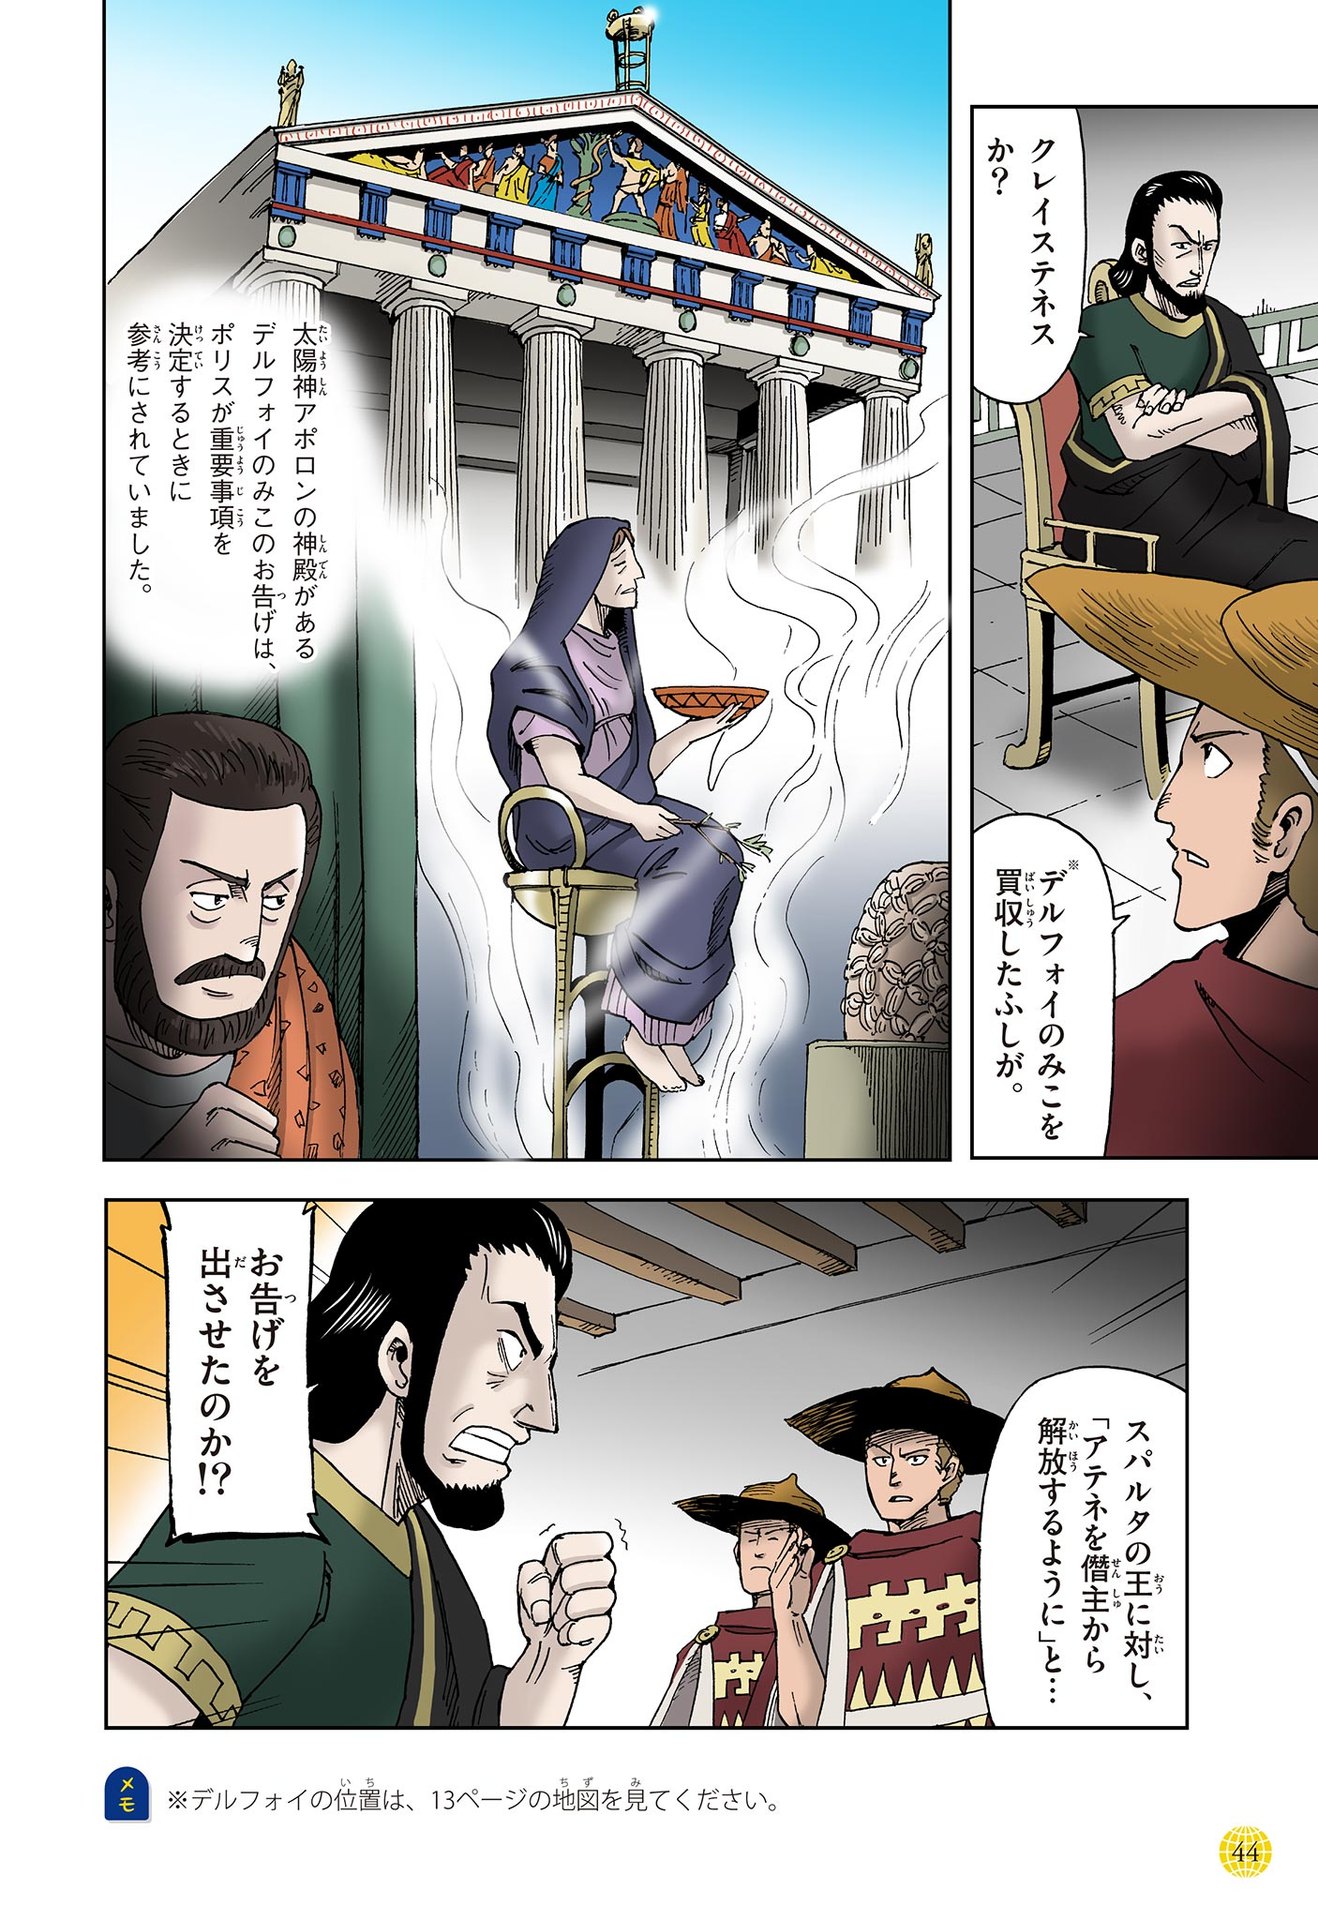 クレイステネス
か？
※デルフォイのみこを
買収したふしが。
太陽神アポロンの神殿がある
デルフォイのみこのお告げは、
ポリスが重要事項を
決定するときに
参考にされていました。
スパルタの王に対し、
「アテネを僭主から
解放するように」と…
お告げを
出させたのか!?
メモ
※デルフォイの位置は、13ページの地図を見てください。
44